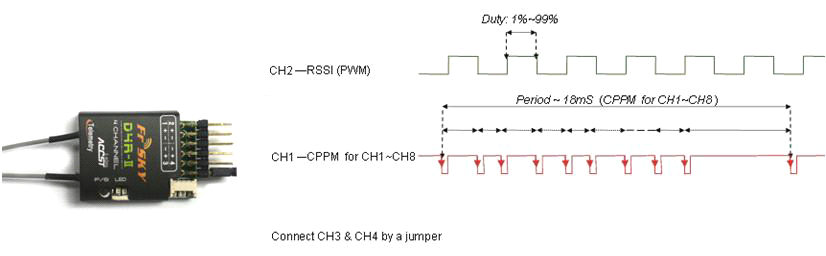 Duty: 1%~99%
CH2—RSSI (PWM)
Period ~ 18mS (CPPM for CH1~CH8)
CH1—CPPM for CH1~CH8
Connect CH3 & CH4 by a jumper
FrSKY
D4R-II
4 CHANNEL
ACCST
Telemetry
F/S LED